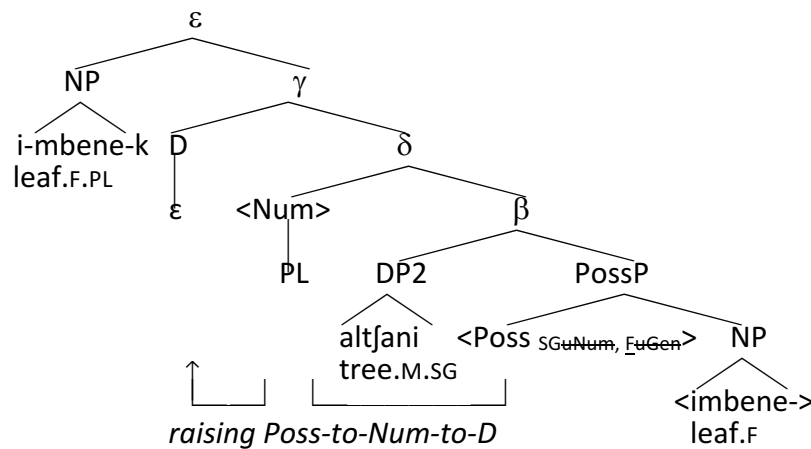 ε
NP γ
i-mbene-k D δ
leaf.F.PL
ε <Num> β
PL DP2 PossP
altʃani <Poss SGuNum, FuGen> NP
tree.M.SG
<imbene->
raising Poss-to-Num-to-D leaf.F